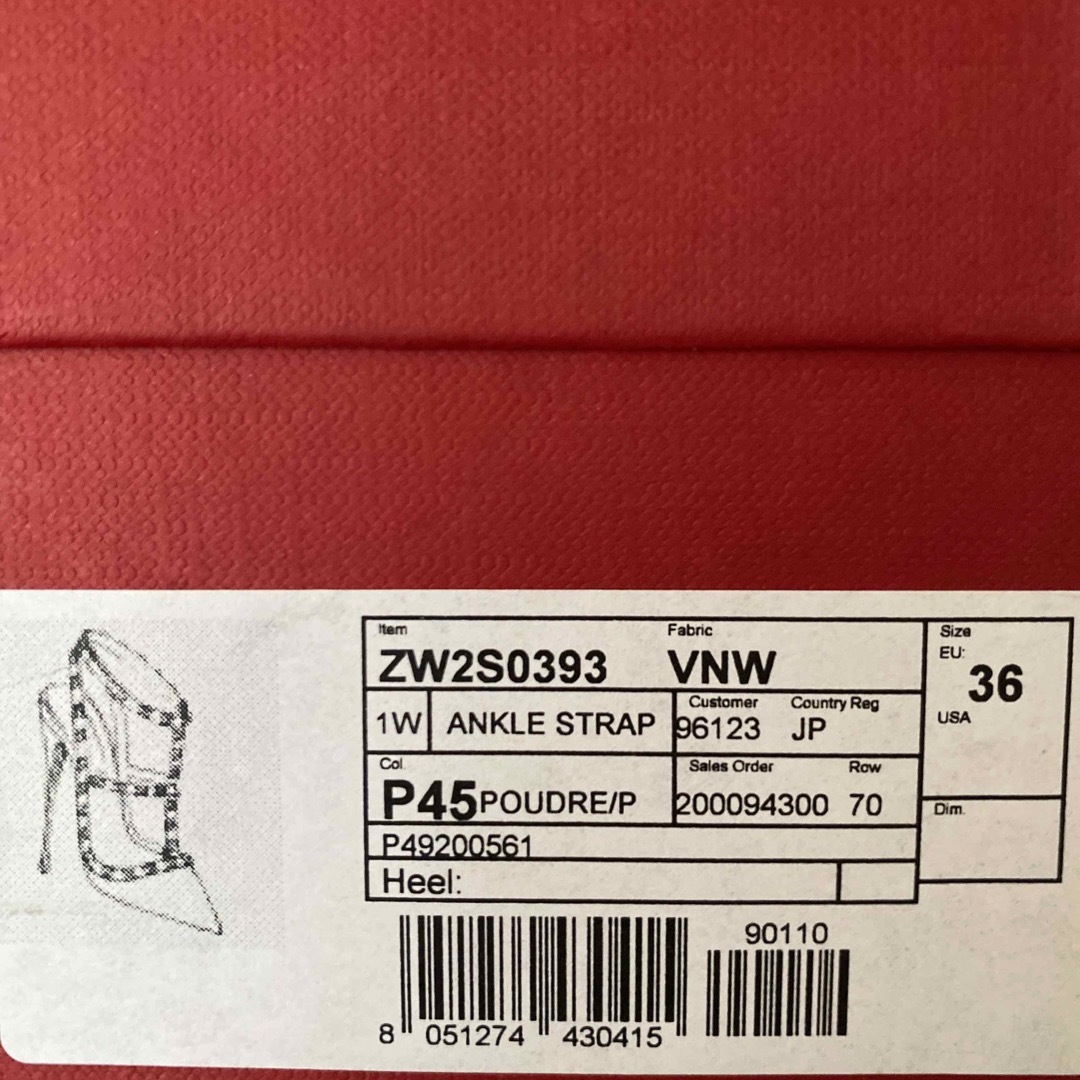 Item Fabric Size
ZW2S0393 VNW EU: 36
1W ANKLE STRAP Customer Country Reg USA
96123 JP
Col. Sales Order Row
P45 POUDRE/P 200094300 70 Dim.
P49200561
Heel:
90110
8 051274 430415